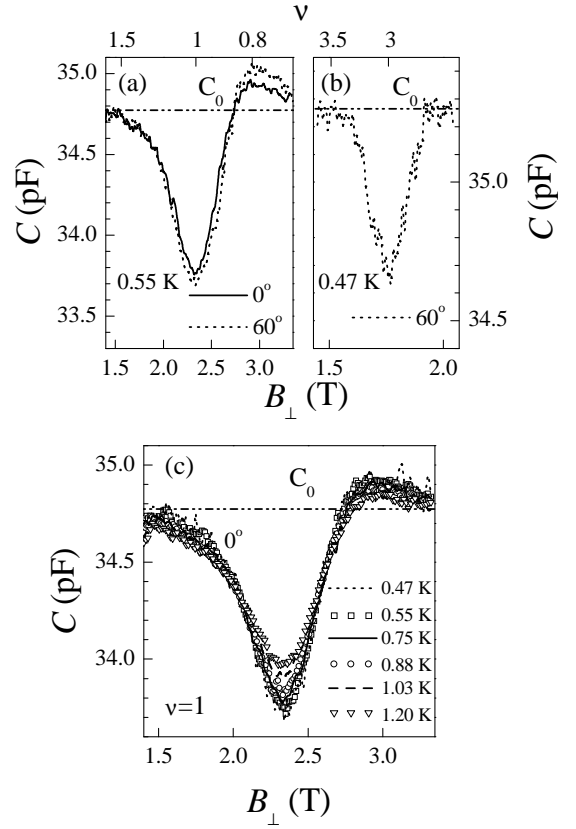 ν
1.5 1 0.8 3.5 3
(a) C₀ (b) C₀
35.0
34.5
34.0
33.5
C (pF)
35.0
34.5
C (pF)
0.55 K 0.47 K
0°
60°
60°
1.5 2.0 2.5 3.0 1.5 2.0
B⊥ (T)
(c) C₀
35.0
34.5
34.0
C (pF)
0°
0.47 K
0.55 K
0.75 K
0.88 K
1.03 K
1.20 K
ν=1
1.5 2.0 2.5 3.0
B⊥ (T)